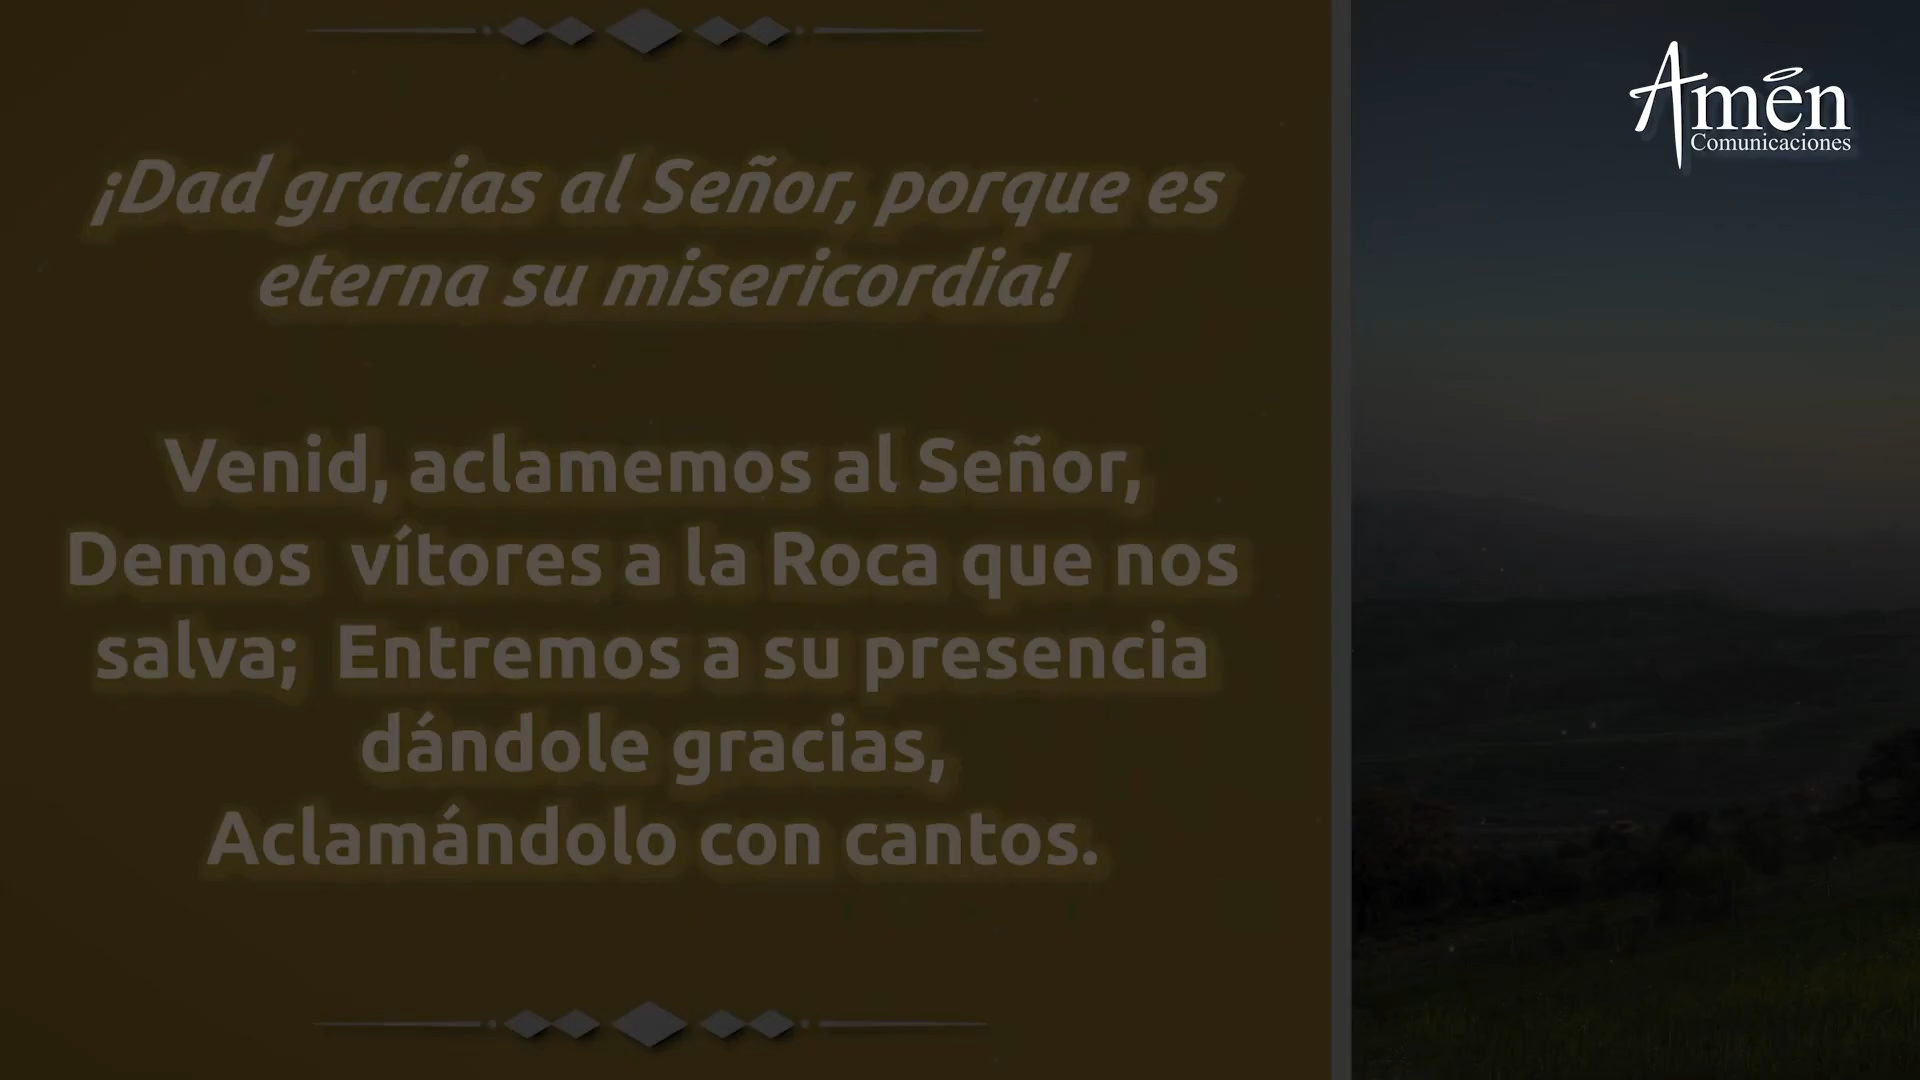 ¡Dad gracias al Señor, porque es
eterna su misericordia!
Venid, aclamemos al Señor,
Demos  vítores a la Roca que nos
salva;  Entremos a su presencia
dándole gracias,
Aclamándolo con cantos.
Amén
Comunicaciones